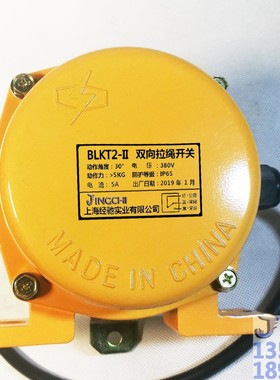 BLKT2-II 双向拉绳开关
动作角度：30° 电 压：380V
动作力：>5KG 防护等级：IP65
电 流：5A 出厂日期：2019年1月
JINGCHI
上海经驰实业有限公司
MADE IN CHINA